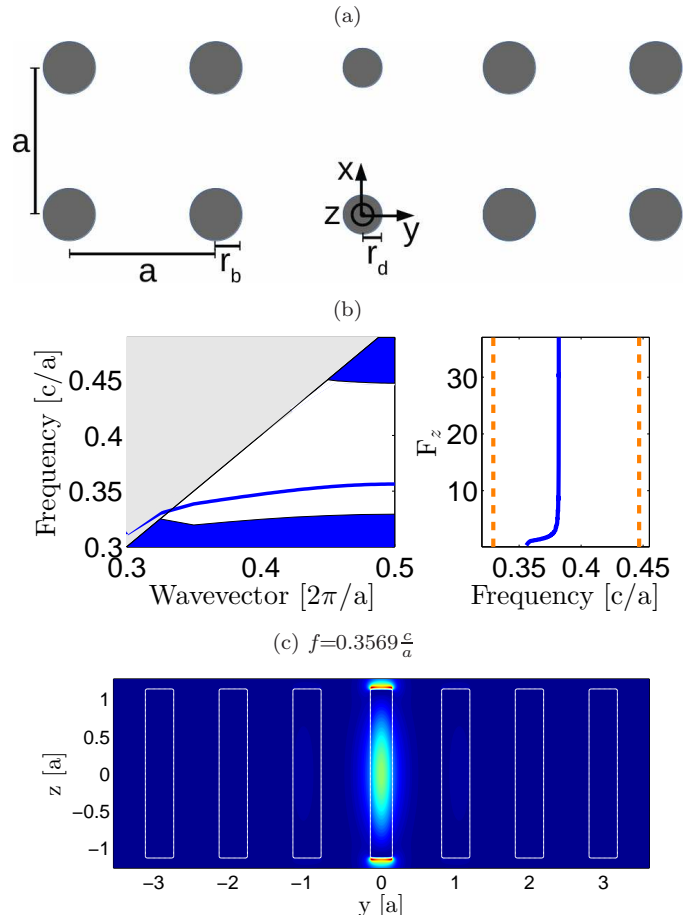 (a)
a
x
z
y
r_d
r_b
a
(b)
Frequency [c/a]
0.45
0.4
0.35
0.3
0.3 0.4 0.5
Wavevector [2π/a]
F_z
30
20
10
0.35 0.4 0.45
Frequency [c/a]
(c) f=0.3569 c/a
z [a]
1
0.5
0
−0.5
−1
−3 −2 −1 0 1 2 3
y [a]